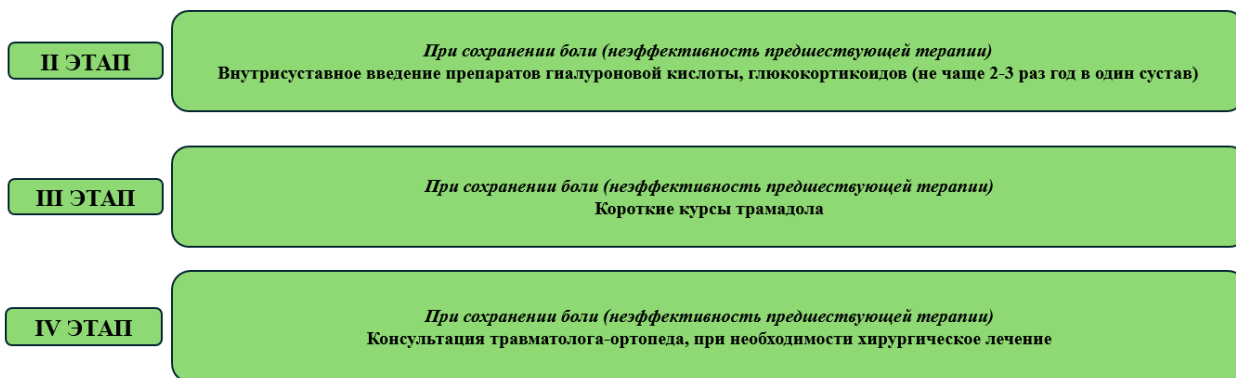 II ЭТАП
При сохранении боли (неэффективность предшествующей терапии)
Внутрисуставное введение препаратов гиалуроновой кислоты, глюкокортикоидов (не чаще 2-3 раз год в один сустав)
III ЭТАП
При сохранении боли (неэффективность предшествующей терапии)
Короткие курсы трамадола
IV ЭТАП
При сохранении боли (неэффективность предшествующей терапии)
Консультация травматолога-ортопеда, при необходимости хирургическое лечение